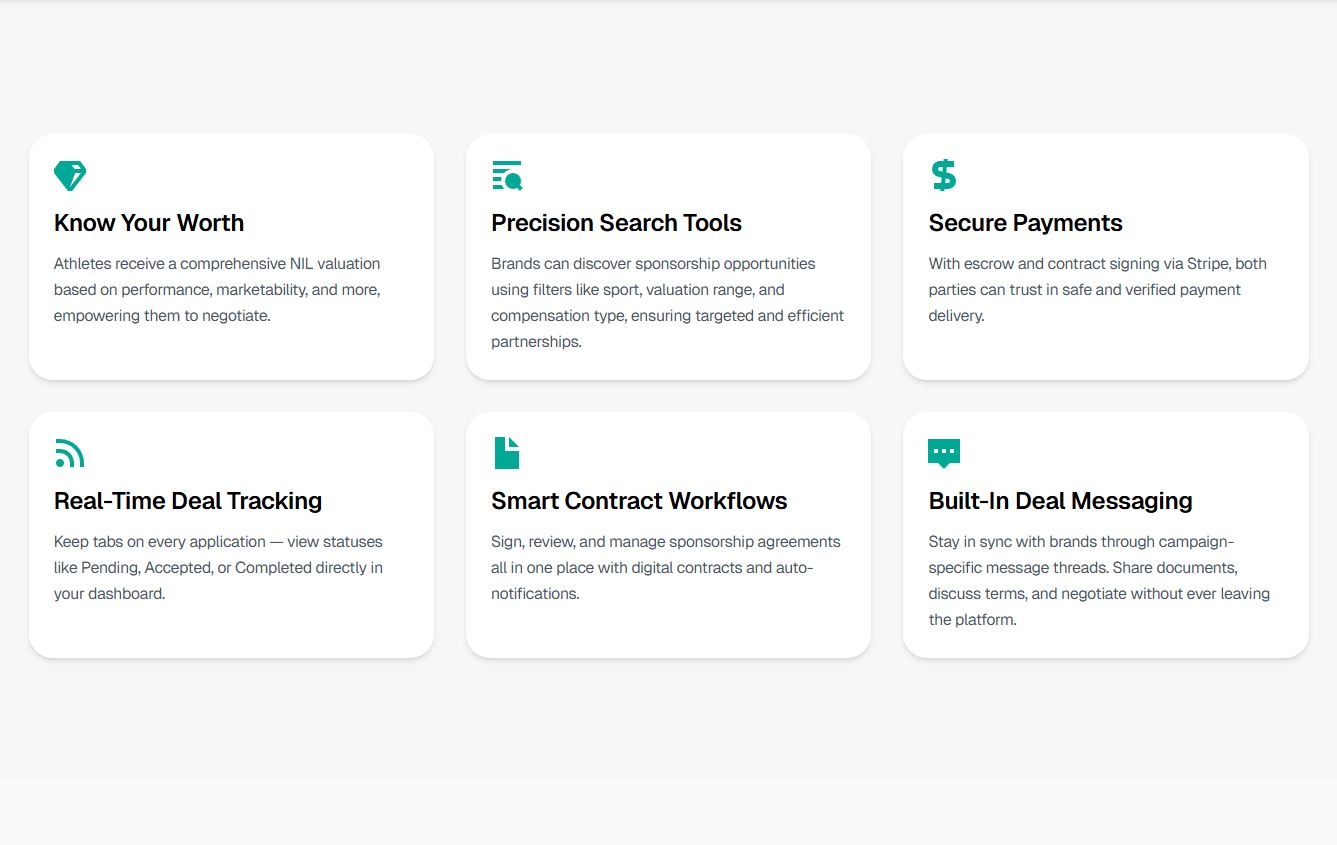 Know Your Worth
Athletes receive a comprehensive NIL valuation
based on performance, marketability, and more,
empowering them to negotiate.
Precision Search Tools
Brands can discover sponsorship opportunities
using filters like sport, valuation range, and
compensation type, ensuring targeted and efficient
partnerships.
Secure Payments
With escrow and contract signing via Stripe, both
parties can trust in safe and verified payment
delivery.
Real-Time Deal Tracking
Keep tabs on every application — view statuses
like Pending, Accepted, or Completed directly in
your dashboard.
Smart Contract Workflows
Sign, review, and manage sponsorship agreements
all in one place with digital contracts and auto-
notifications.
Built-In Deal Messaging
Stay in sync with brands through campaign-
specific message threads. Share documents,
discuss terms, and negotiate without ever leaving
the platform.